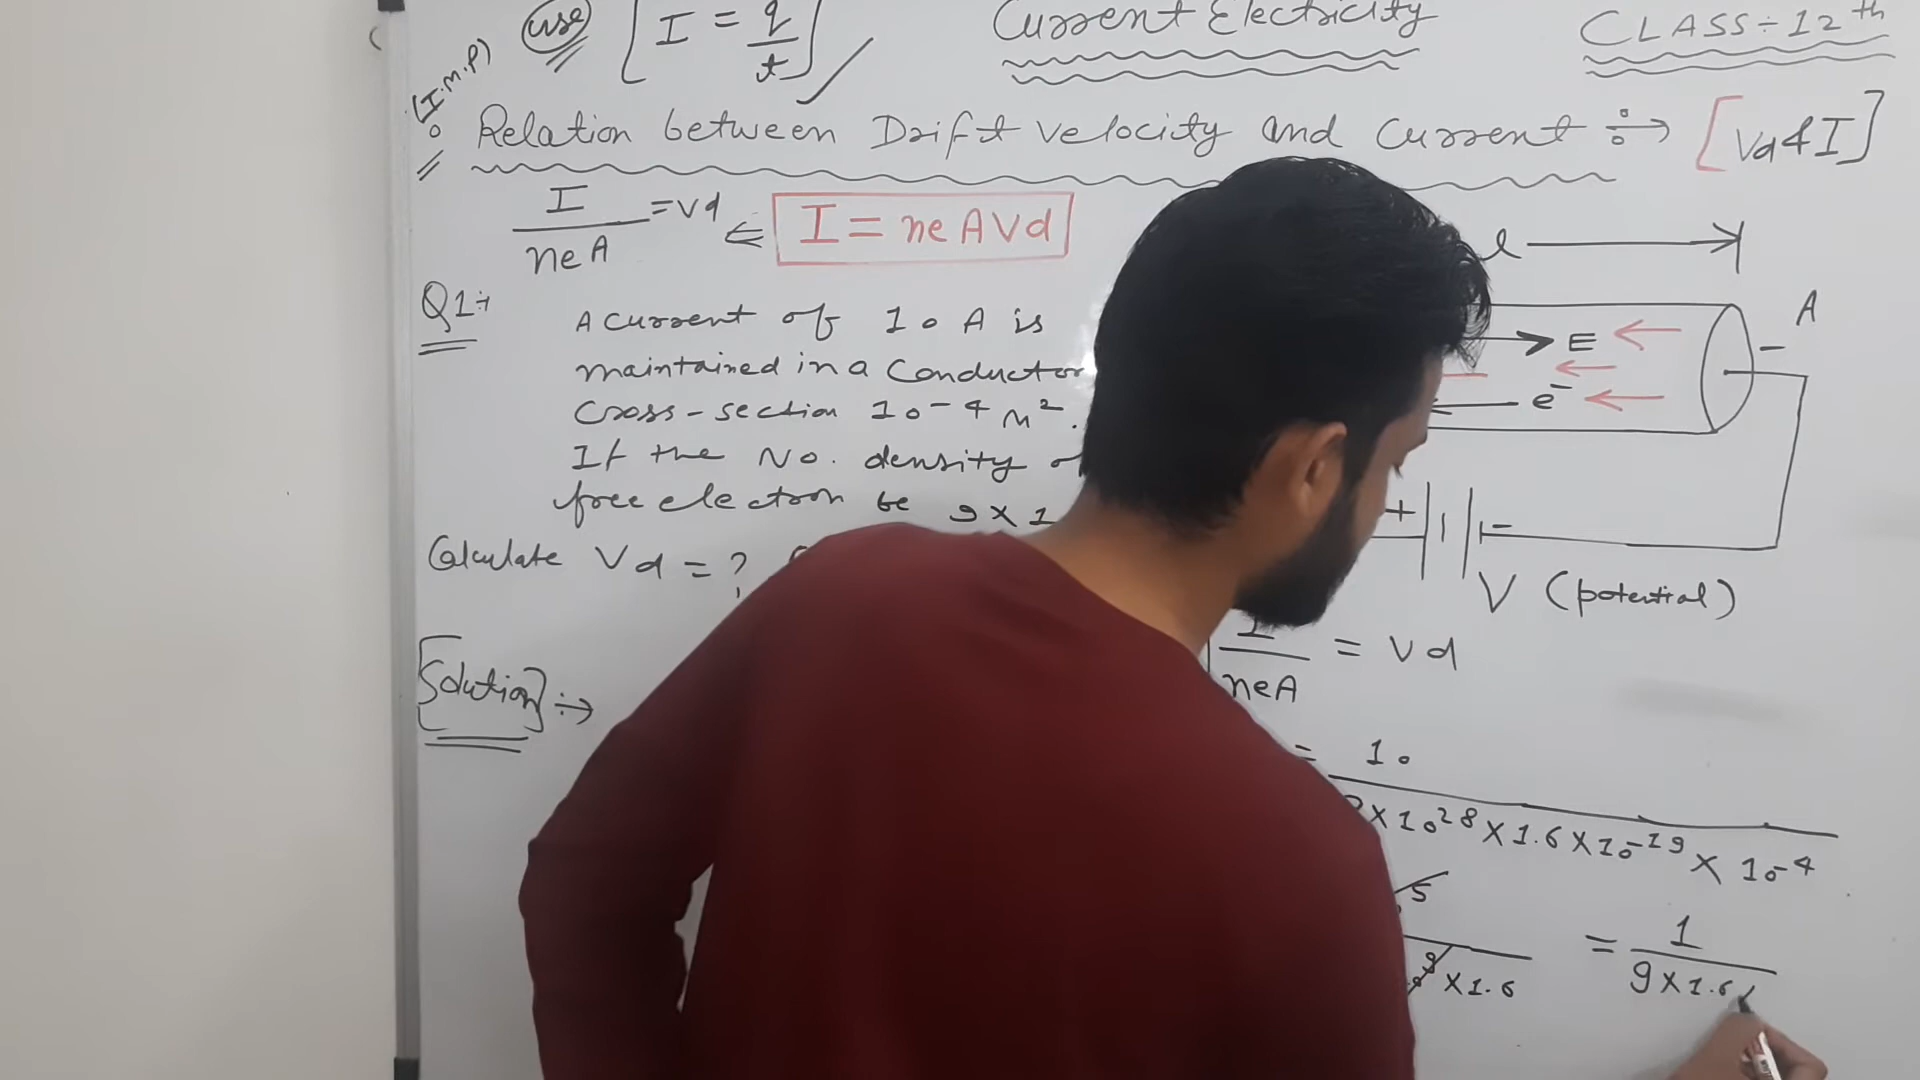 use [I = q/t]
Current Electricity
CLASS÷12th
(I.m.P)
Relation between Drift velocity and Current ÷→ [Vd & I]
I/neA = vd ⇐ I = neAVd
l
Q1÷
A current of 10 A is
maintained in a Conductor
Cross-section 10-4 M².
If the No. density of
free electron be 9×1
Calculate Vd = ?
E
e-
A
-
+
-
V (potential)
Solution ÷→
I/neA = Vd
= 10
×10²⁸×1.6×10-19 × 10-4
5
9 ×1.6
= 1
9×1.6